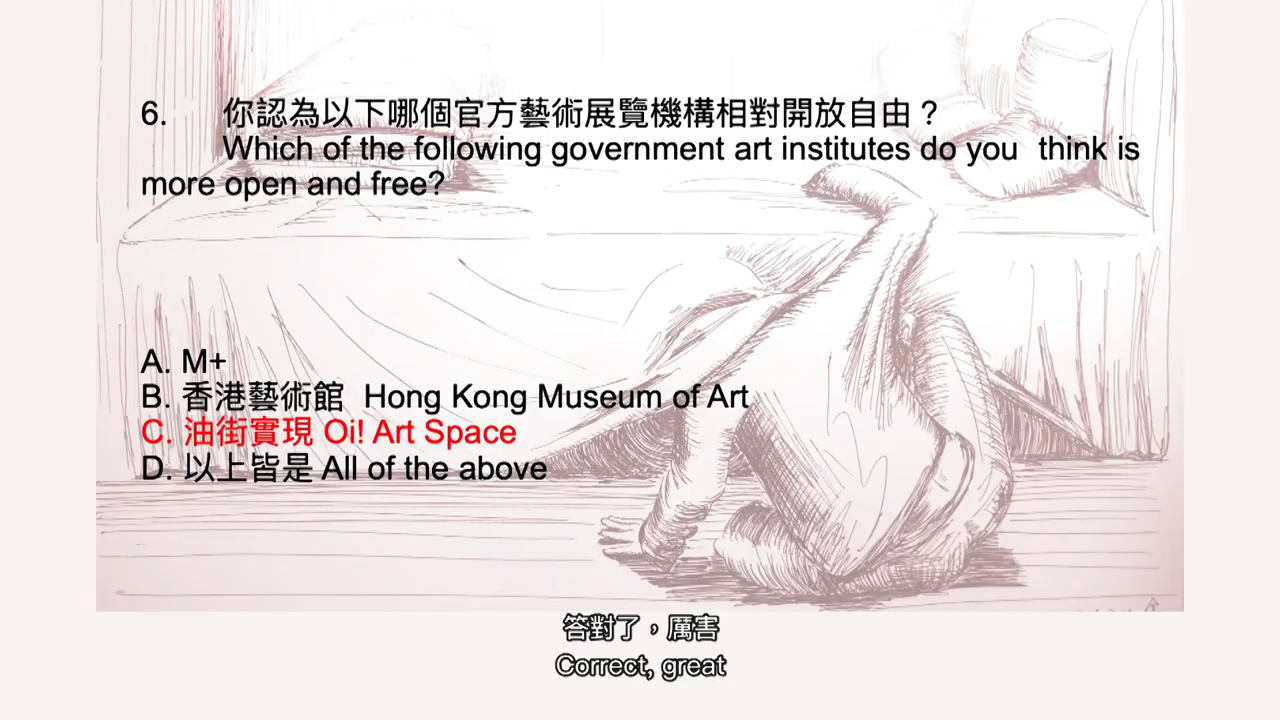 6. 你認為以下哪個官方藝術展覽機構相對開放自由？
Which of the following government art institutes do you think is
more open and free?
A. M+
B. 香港藝術館 Hong Kong Museum of Art
C. 油街實現 Oi! Art Space
D. 以上皆是 All of the above
答對了，厲害
Correct, great